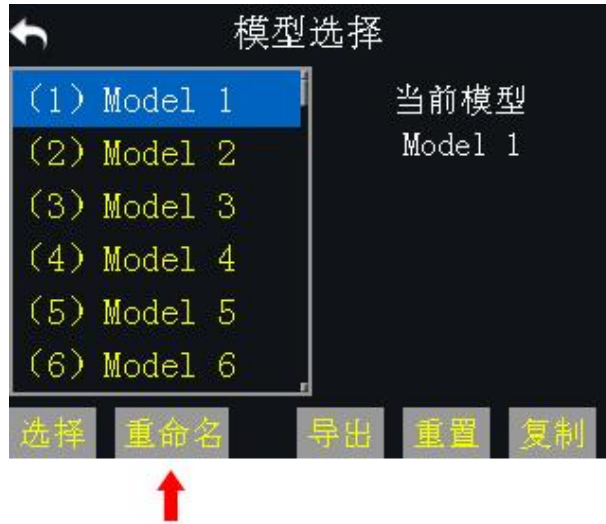 模型选择
(1) Model 1
(2) Model 2
(3) Model 3
(4) Model 4
(5) Model 5
(6) Model 6
当前模型
Model 1
选择 重命名 导出 重置 复制